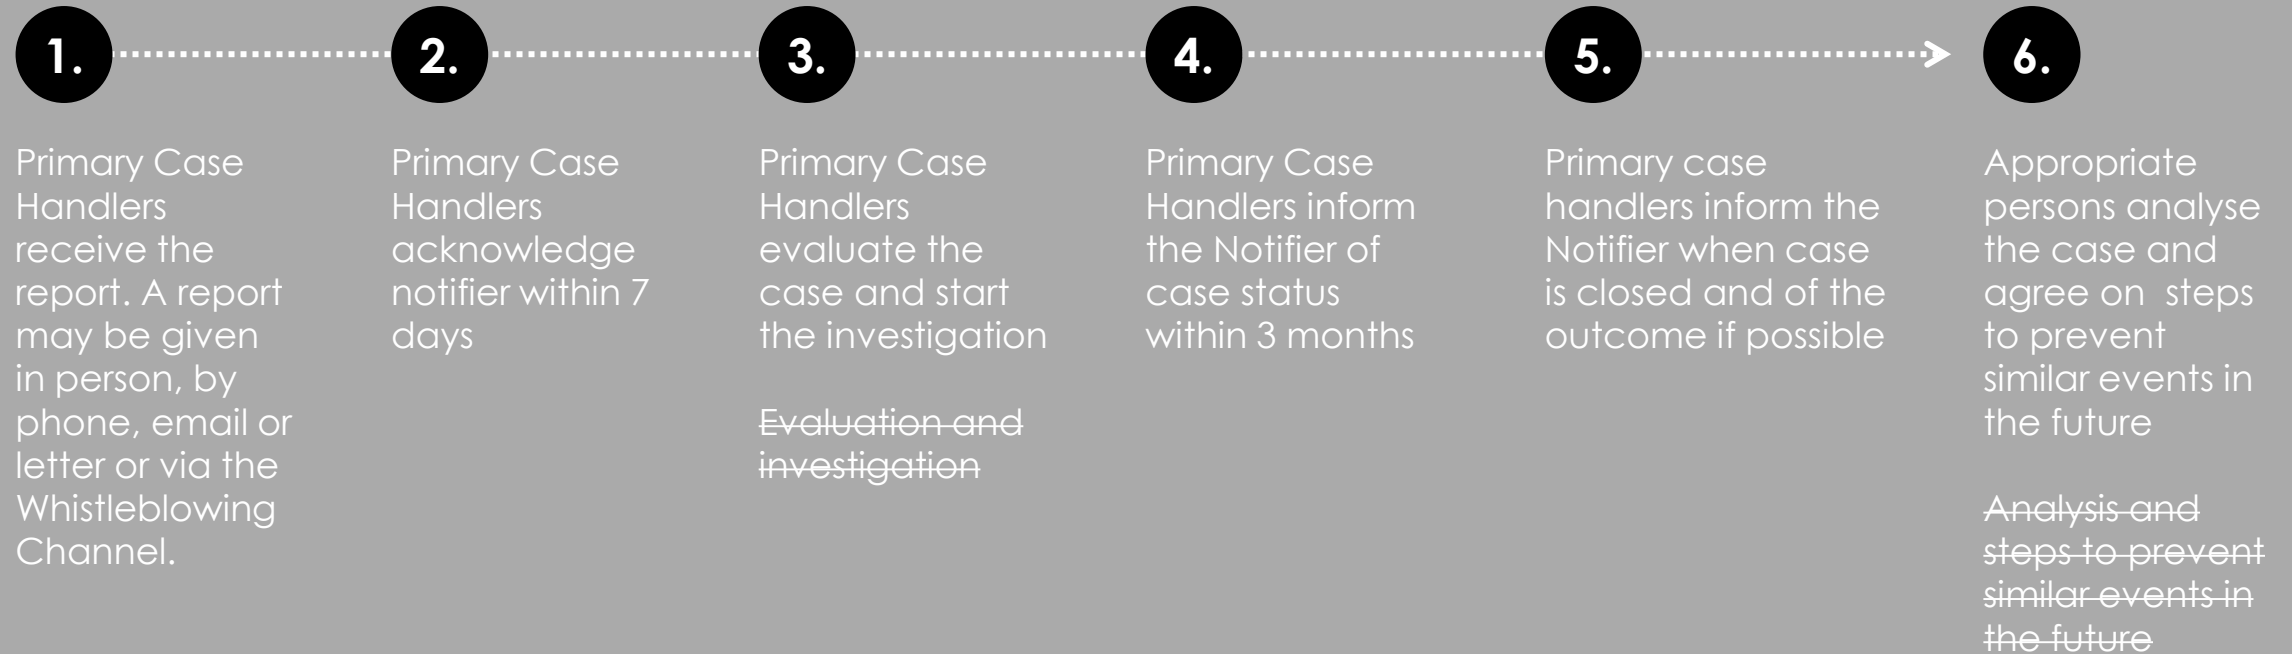 1.
Primary Case
Handlers
receive the
report. A report
may be given
in person, by
phone, email or
letter or via the
Whistleblowing
Channel.
2.
Primary Case
Handlers
acknowledge
notifier within 7
days
3.
Primary Case
Handlers
evaluate the
case and start
the investigation
Evaluation and
investigation
4.
Primary Case
Handlers inform
the Notifier of
case status
within 3 months
5.
Primary case
handlers inform the
Notifier when case
is closed and of the
outcome if possible
6.
Appropriate
persons analyse
the case and
agree on  steps
to prevent
similar events in
the future
Analysis and
steps to prevent
similar events in
the future